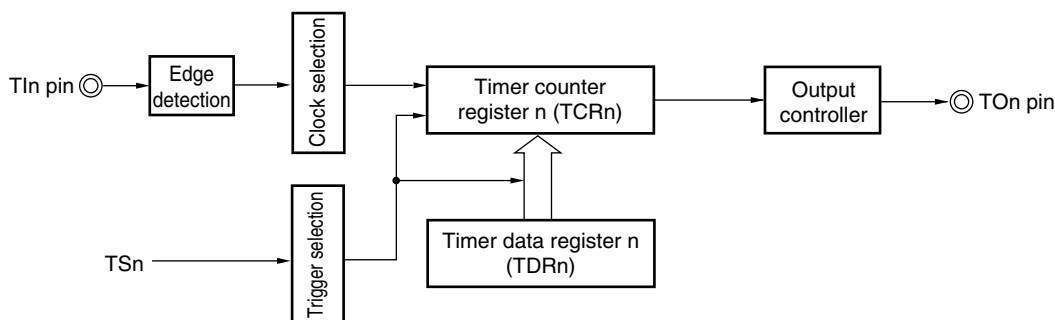 TIn pin
Edge
detection
Clock selection
Timer counter
register n (TCRn)
Output
controller
TOn pin
TSn
Trigger selection
Timer data register n
(TDRn)